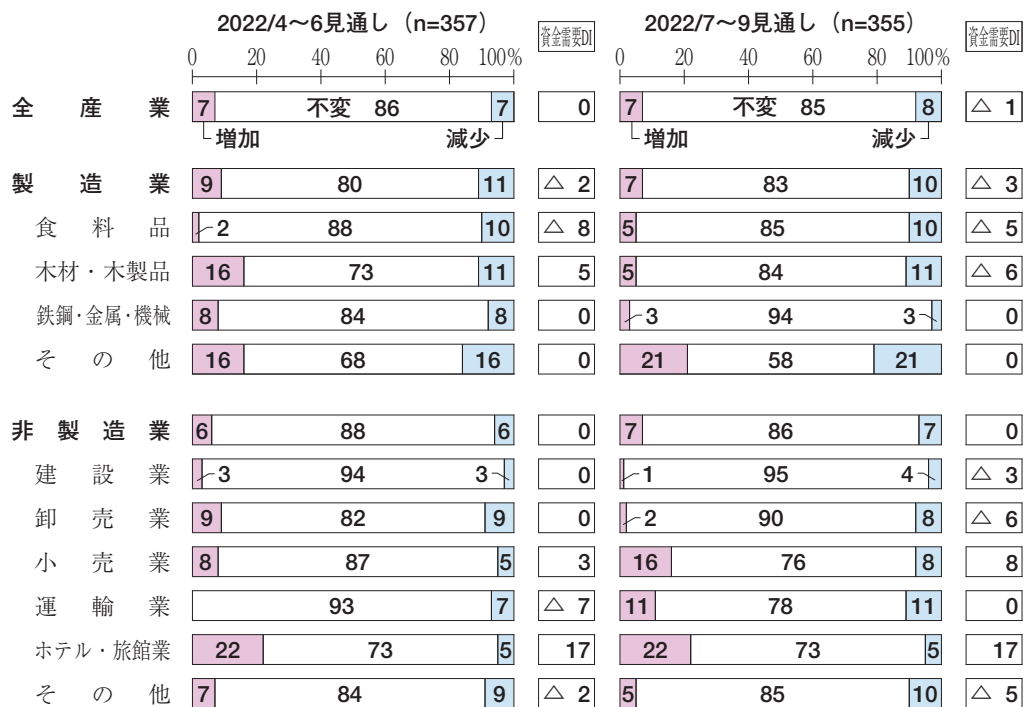 2022/4～6見通し（n=357） 資金需要DI 2022/7～9見通し（n=355） 資金需要DI
0 20 40 60 80 100% 0 20 40 60 80 100%
全産業 7 不変 86 7 0 7 不変 85 8 △ 1
増加 減少 増加 減少
製造業 9 80 11 △ 2 7 83 10 △ 3
食料品 2 88 10 △ 8 5 85 10 △ 5
木材・木製品 16 73 11 5 5 84 11 △ 6
鉄鋼・金属・機械 8 84 8 0 3 94 3 0
その他 16 68 16 0 21 58 21 0
非製造業 6 88 6 0 7 86 7 0
建設業 3 94 3 0 1 95 4 △ 3
卸売業 9 82 9 0 2 90 8 △ 6
小売業 8 87 5 3 16 76 8 8
運輸業 93 7 △ 7 11 78 11 0
ホテル・旅館業 22 73 5 17 22 73 5 17
その他 7 84 9 △ 2 5 85 10 △ 5